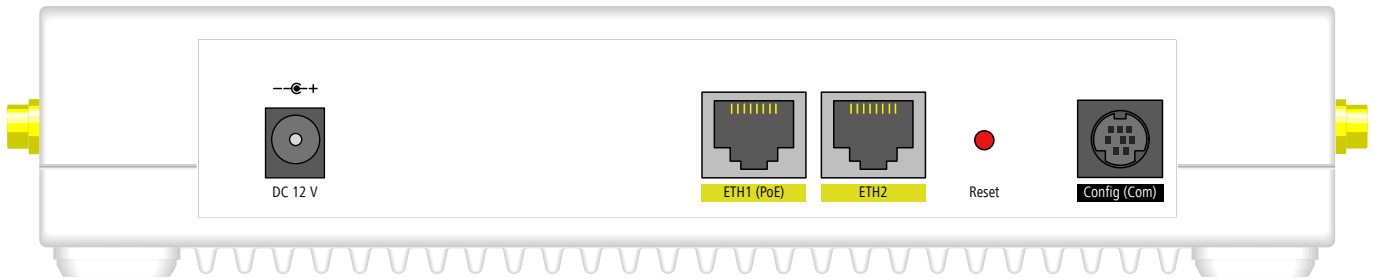 DC 12 V
ETH1 (PoE)
ETH2
Reset
Config (Com)